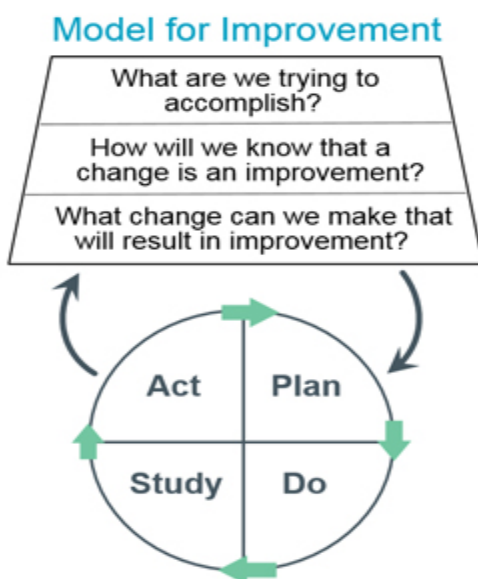 Model for Improvement
What are we trying to
accomplish?
How will we know that a
change is an improvement?
What change can we make that
will result in improvement?
Act
Plan
Study
Do